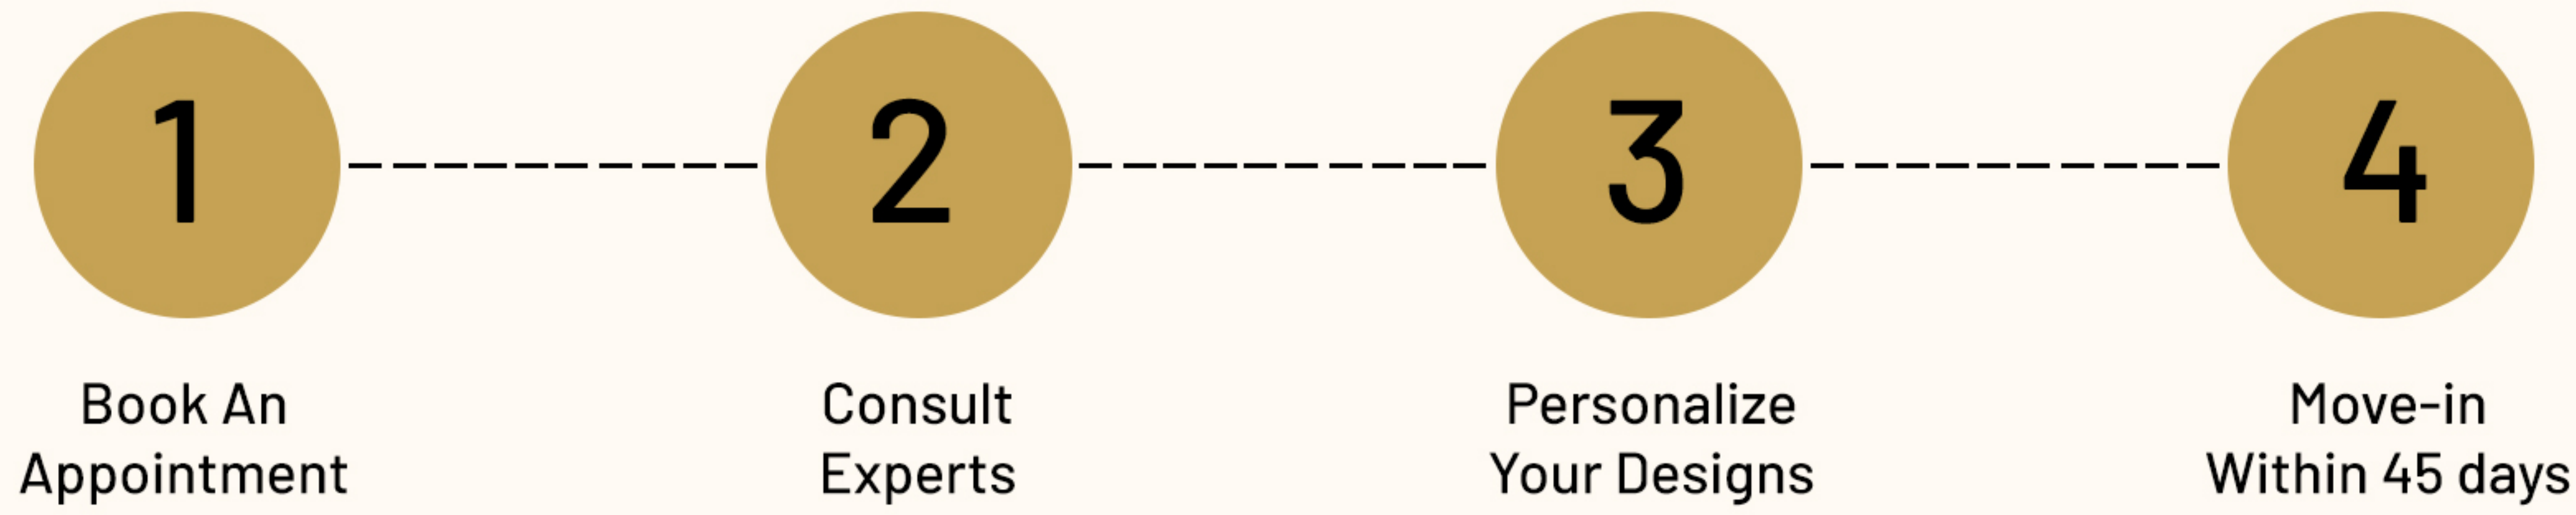 1
2
3
4
Book An
Appointment
Consult
Experts
Personalize
Your Designs
Move-in
Within 45 days